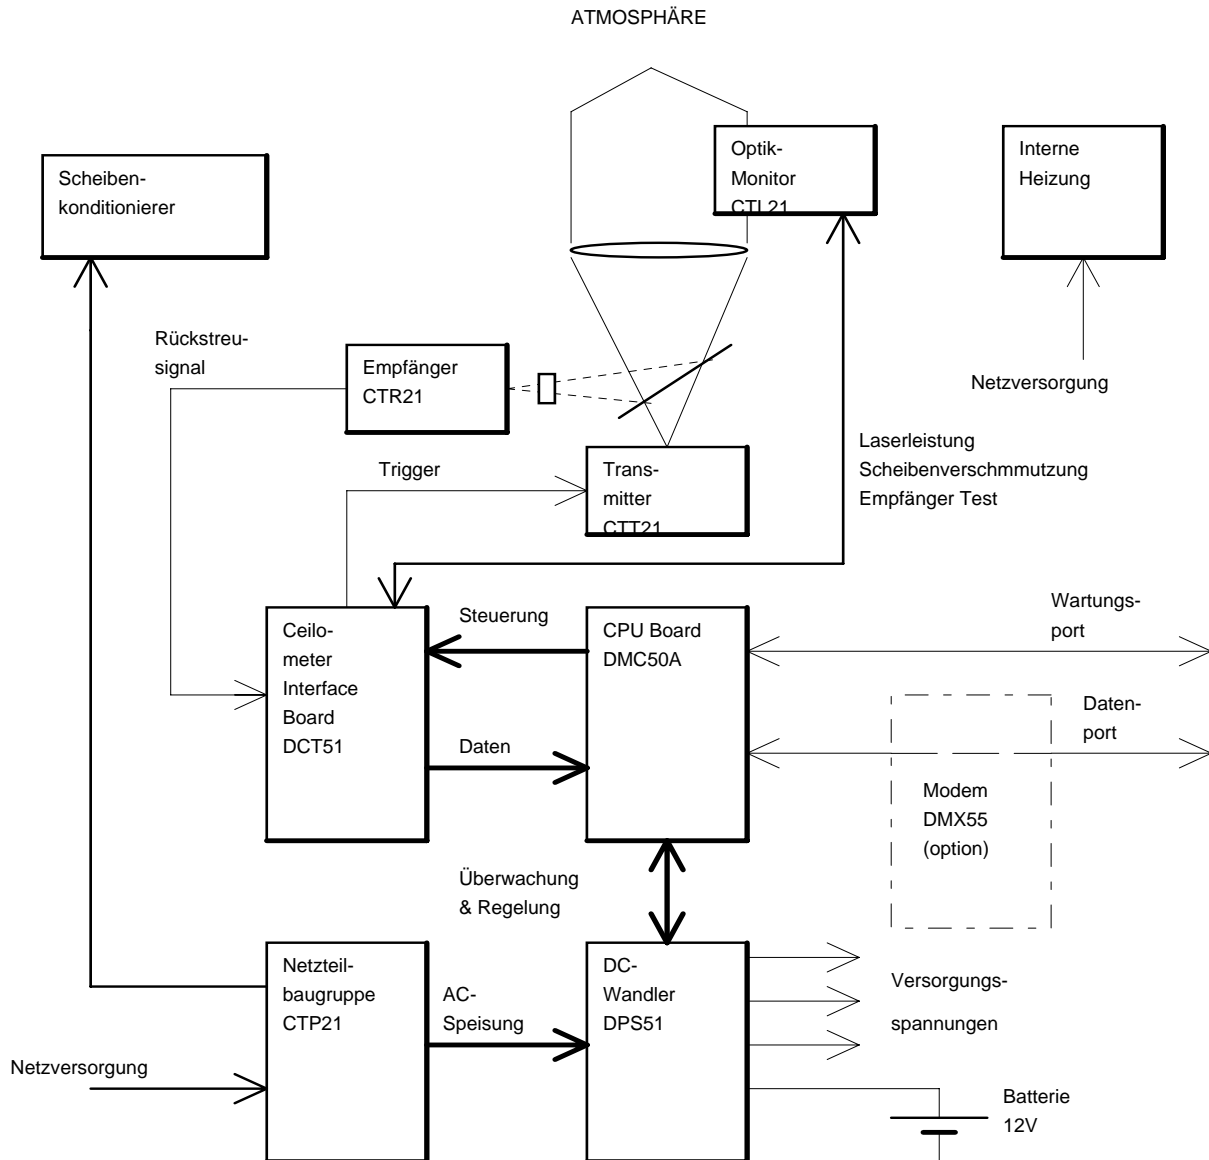 ATMOSPHÄRE
Scheiben-
konditionierer
Optik-
Monitor
CTL21
Interne
Heizung
Rückstreu-
signal
Empfänger
CTR21
Netzversorgung
Trigger
Trans-
mitter
CTT21
Laserleistung
Scheibenverschmmutzung
Empfänger Test
Ceilo-
meter
Interface
Board
DCT51
Steuerung
Daten
CPU Board
DMC50A
Wartungs-
port
Daten-
port
Modem
DMX55
(option)
Überwachung
& Regelung
Netzteil-
baugruppe
CTP21
AC-
Speisung
DC-
Wandler
DPS51
Versorgungs-
spannungen
Netzversorgung
Batterie
12V